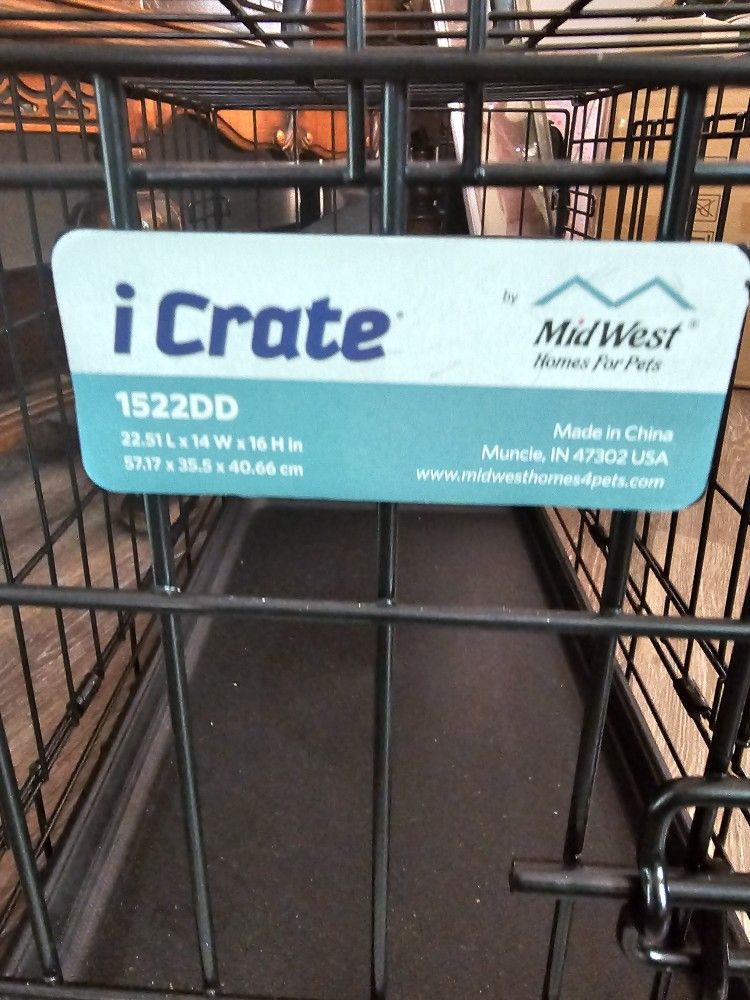 i Crate®
by MidWest®
Homes For Pets
1522DD
22.51 L x 14 W x 16 H in
57.17 x 35.5 x 40.66 cm
Made in China
Muncie, IN 47302 USA
www.midwesthomes4pets.com